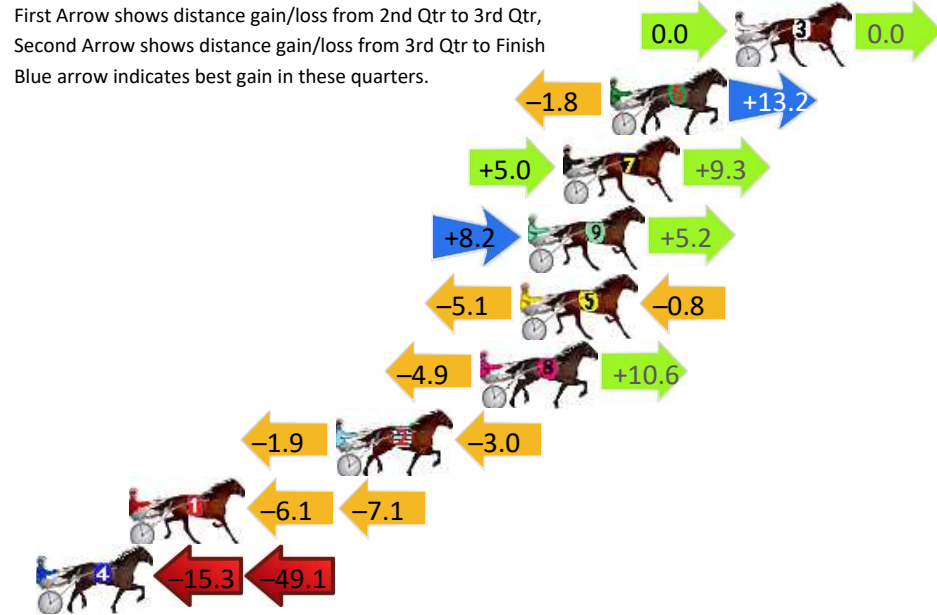 First Arrow shows distance gain/loss from 2nd Qtr to 3rd Qtr,
Second Arrow shows distance gain/loss from 3rd Qtr to Finish
Blue arrow indicates best gain in these quarters.
0.0 3 0.0
–1.8 6 +13.2
+5.0 7 +9.3
+8.2 9 +5.2
–5.1 5 –0.8
–4.9 8 +10.6
–1.9 2 –3.0
1 –6.1 –7.1
4 –15.3 –49.1